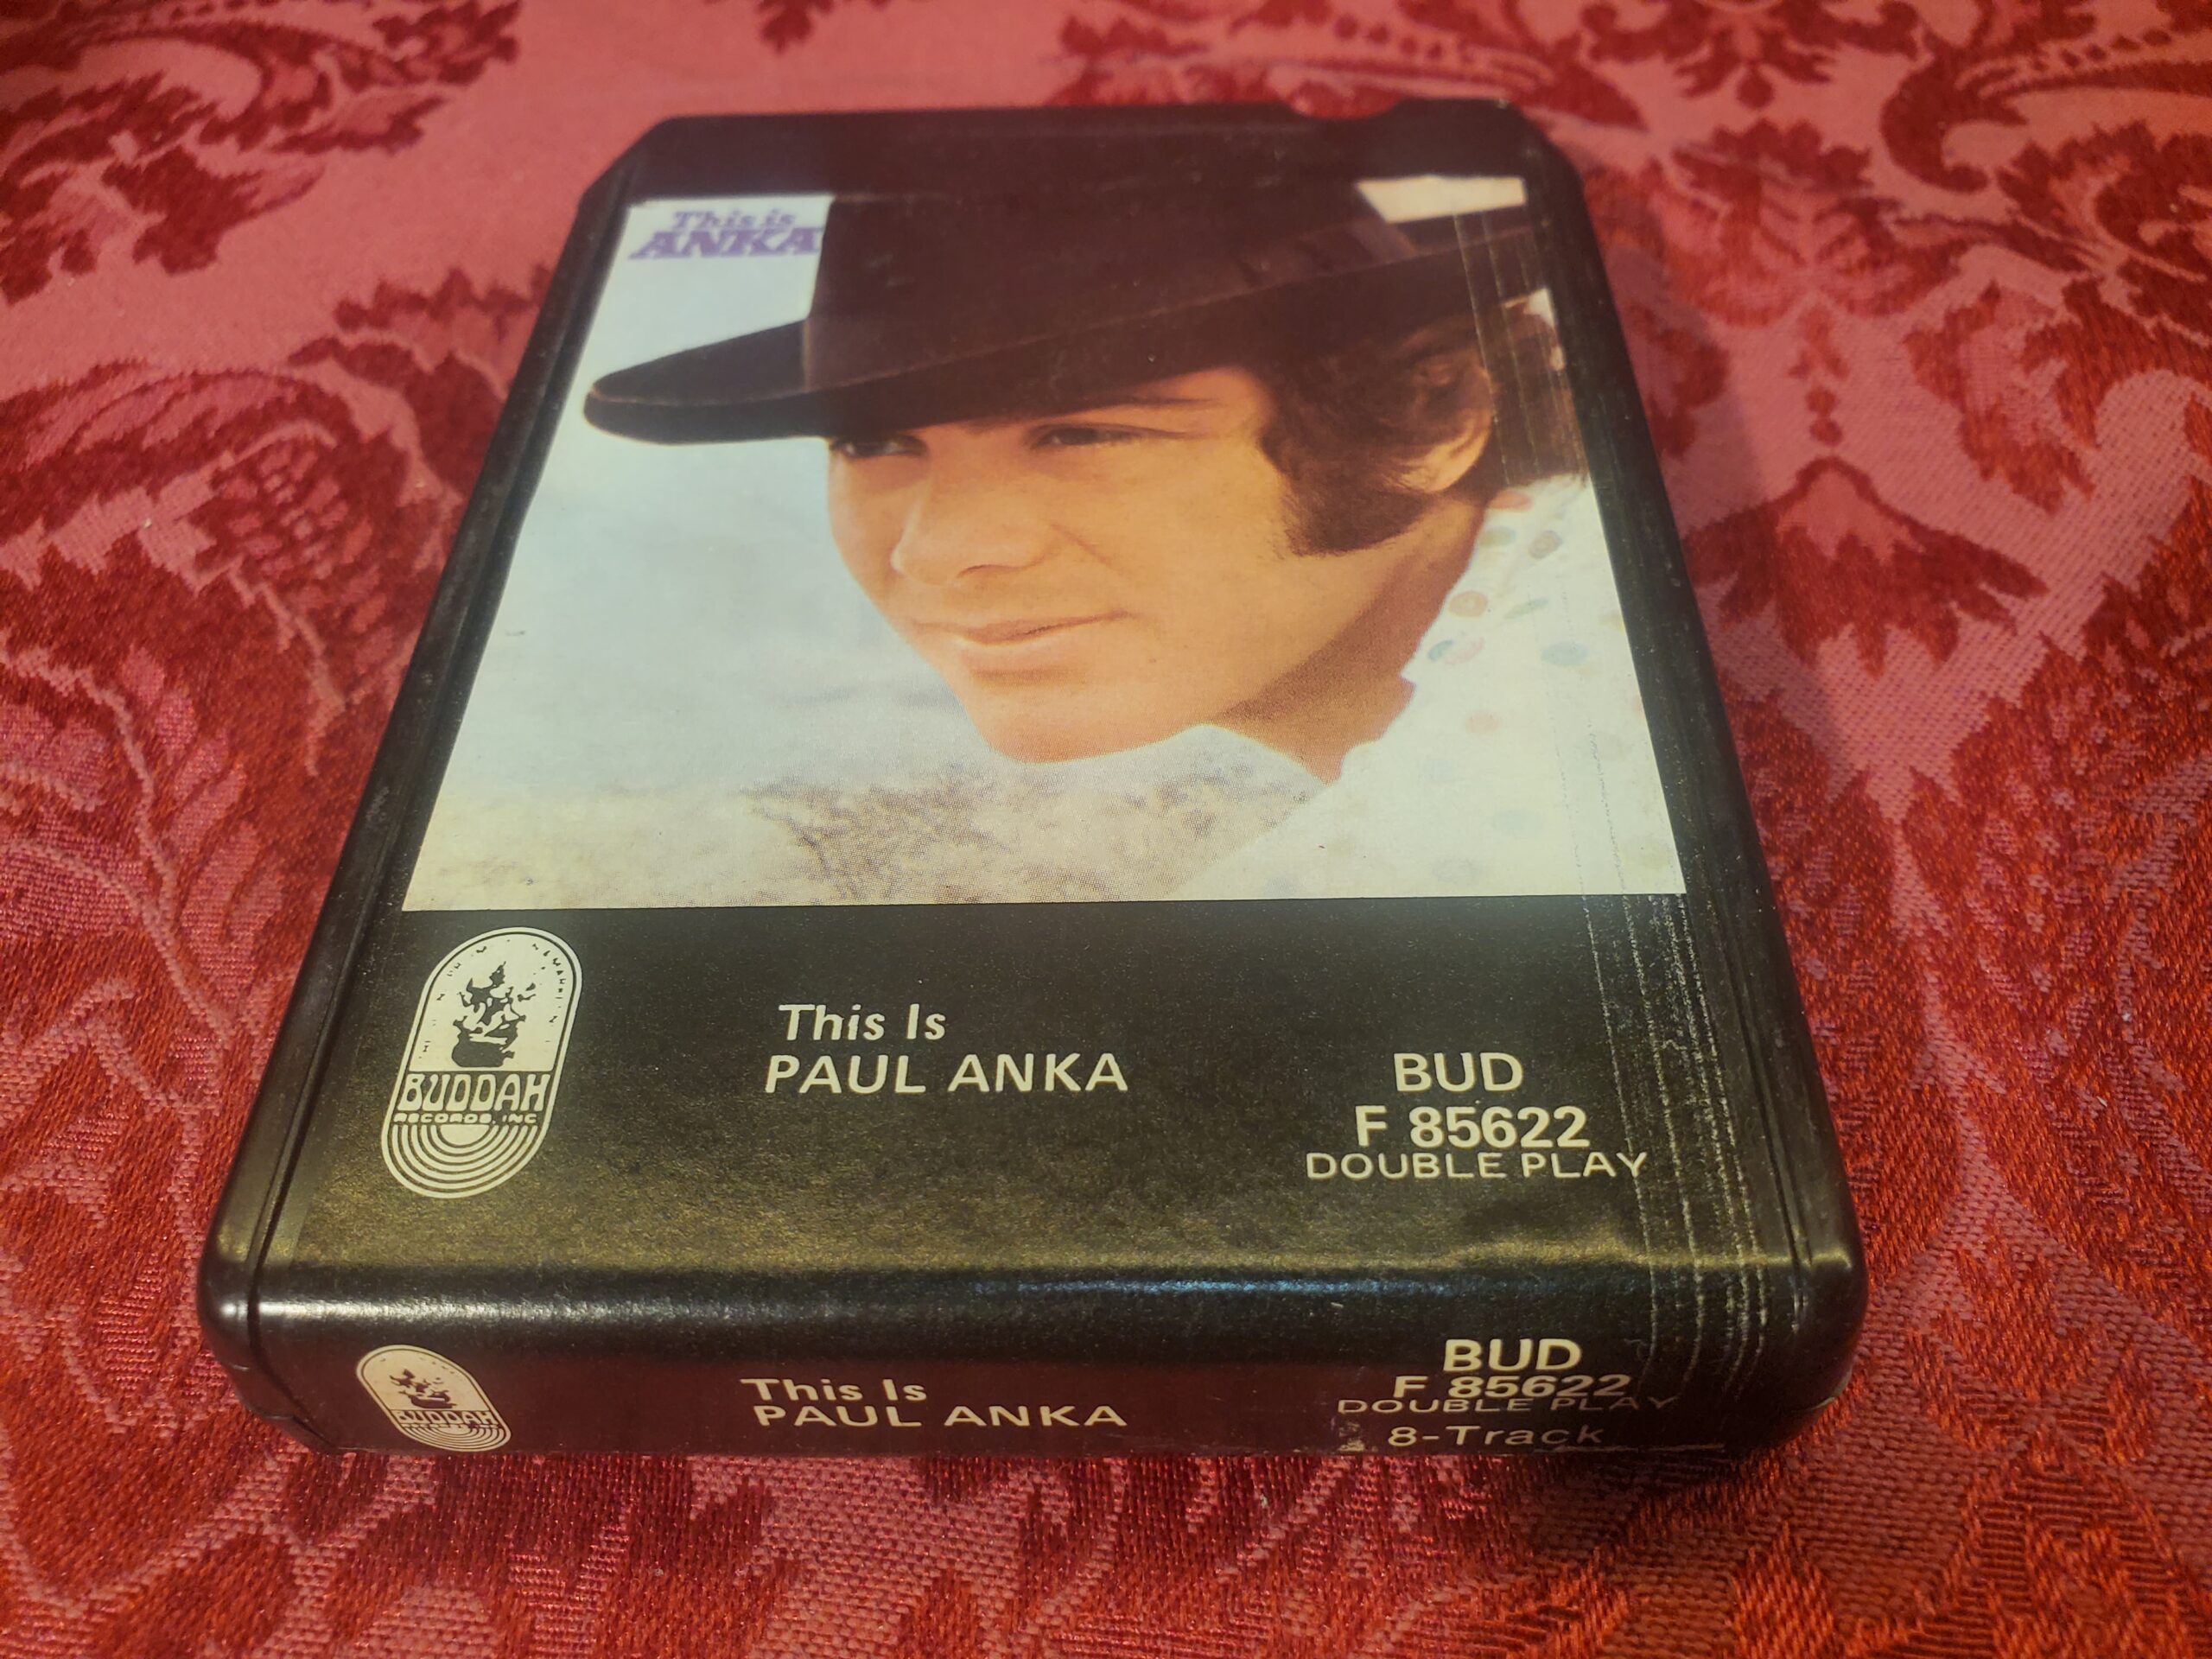 This is
ANKA
BUDDAH
RECORDS, INC
This Is
PAUL ANKA
BUD
F 85622
DOUBLE PLAY
BUDDAH
This Is
PAUL ANKA
BUD
F 85622
DOUBLE PLAY
8-Track